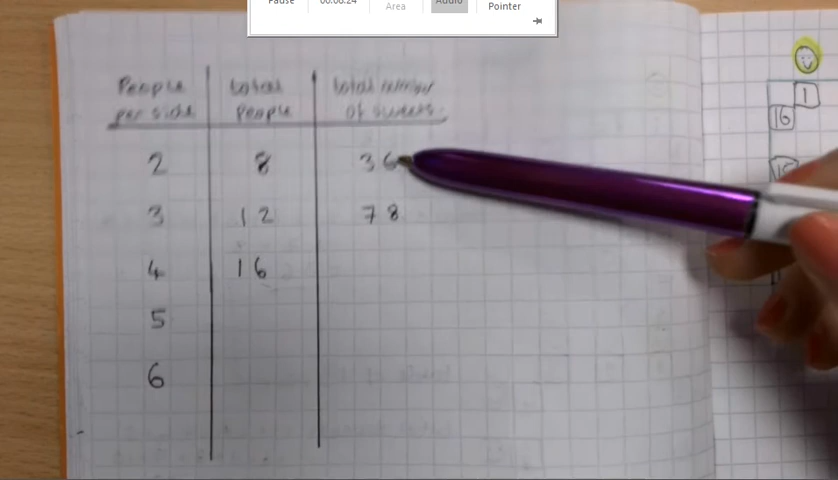 Pause 00:08:24 Area Audio Pointer
People total total number
per side People of sweets
2 8 36
3 12 78
4 16
5
6
1
16
15